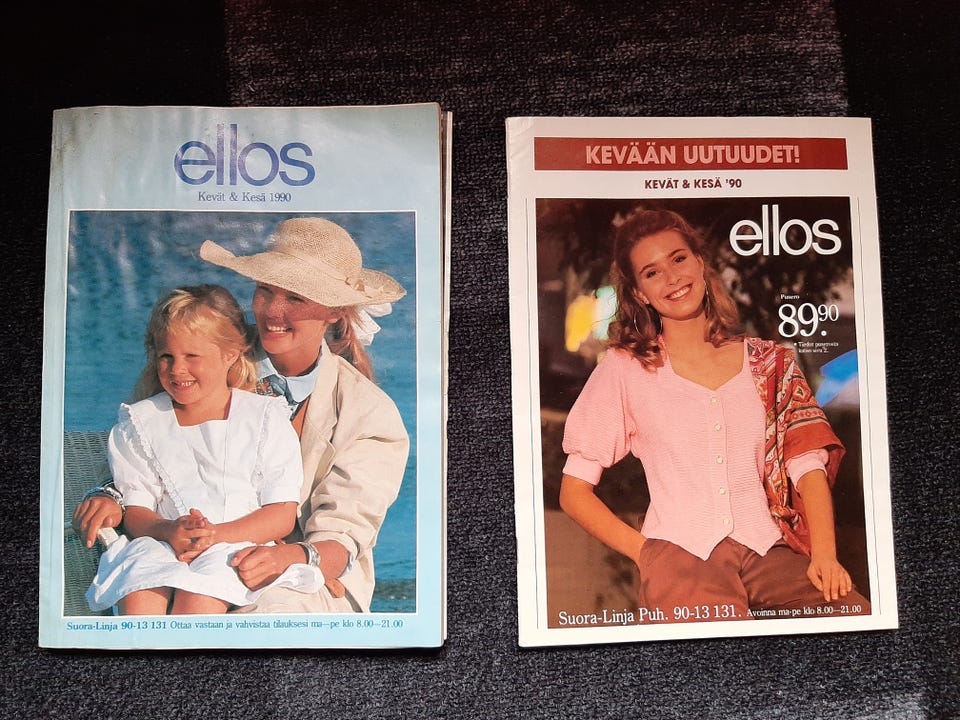 ellos
Kevät & Kesä 1990
Suora-Linja 90-13 131 Ottaa vastaan ja vahvistaa tilauksesi ma—pe klo 8.00—21.00
KEVÄÄN UUTUUDET!
KEVÄT & KESÄ '90
ellos
Pusero
89.90
Suora-Linja Puh. 90-13 131. Avoinna ma-pe klo 8.00—21.00